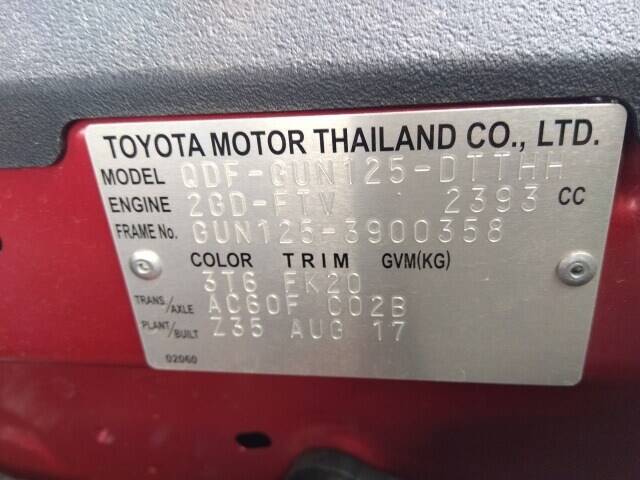 TOYOTA MOTOR THAILAND CO., LTD.
MODEL QDF-GUN125-DTTHH
ENGINE 2GD-FTV 2393 CC
FRAME No. GUN125-3900358
COLOR TRIM GVM(KG)
3T6 FK20
TRANS./AXLE AC60F C02B
PLANT/BUILT Z35 AUG 17
02060